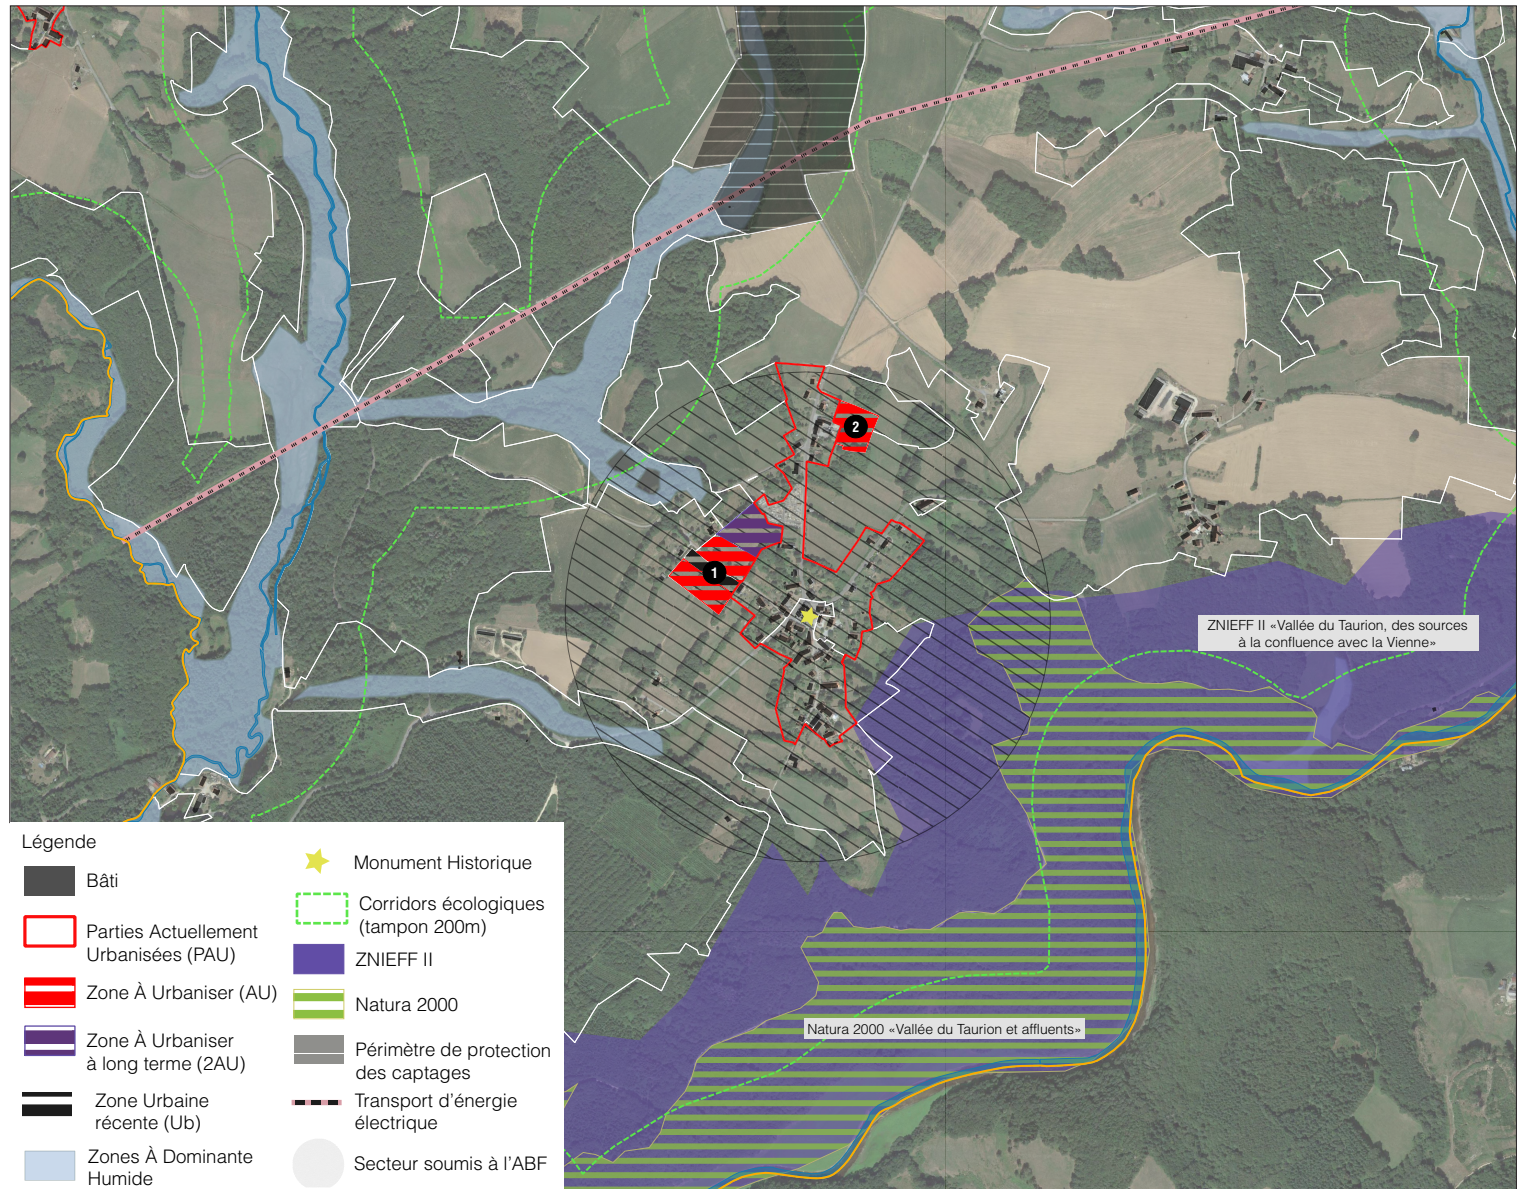 2
1
ZNIEFF II «Vallée du Taurion, des sources
à la confluence avec la Vienne»
Natura 2000 «Vallée du Taurion et affluents»
Légende
Bâti
Parties Actuellement
Urbanisées (PAU)
Zone À Urbaniser (AU)
Zone À Urbaniser
à long terme (2AU)
Zone Urbaine
récente (Ub)
Zones À Dominante
Humide
Monument Historique
Corridors écologiques
(tampon 200m)
ZNIEFF II
Natura 2000
Périmètre de protection
des captages
Transport d'énergie
électrique
Secteur soumis à l'ABF